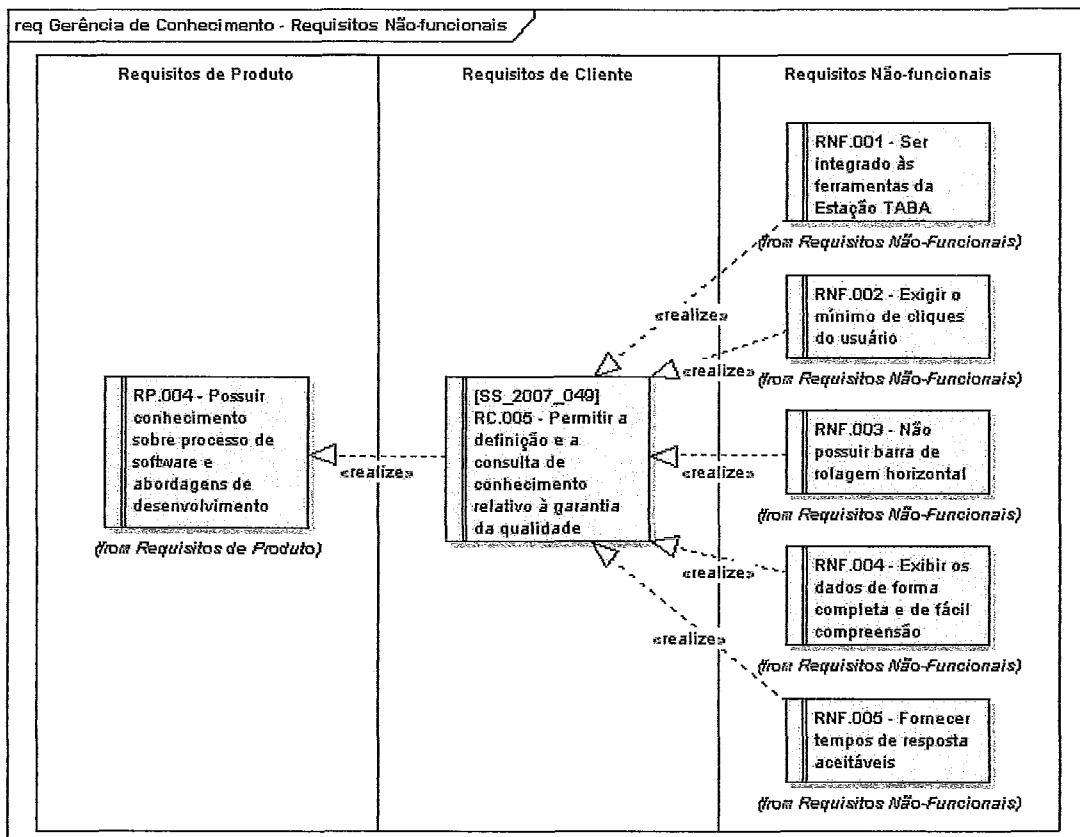 req Gerência de Conhecimento - Requisitos Não-funcionais
Requisitos de Produto
Requisitos de Cliente
Requisitos Não-funcionais
RNF.001 - Ser
integrado às
ferramentas da
Estação TABA
(from Requisitos Não-Funcionais)
«realize»
RNF.002 - Exigir o
mínimo de cliques
do usuário
(from Requisitos Não-Funcionais)
«realize»
RP.004 - Possuir
conhecimento
sobre processo de
software e
abordagens de
desenvolvimento
(from Requisitos de Produto)
«realize»
[SS_2007_049]
RC.005 - Permitir a
definição e a
consulta de
conhecimento
relativo à garantia
da qualidade
RNF.003 - Não
possuir barra de
rolagem horizontal
(from Requisitos Não-Funcionais)
«realize»
RNF.004 - Exibir os
dados de forma
completa e de fácil
compreensão
(from Requisitos Não-Funcionais)
«realize»
«realize»
RNF.005 - Fornecer
tempos de resposta
aceitáveis
(from Requisitos Não-Funcionais)